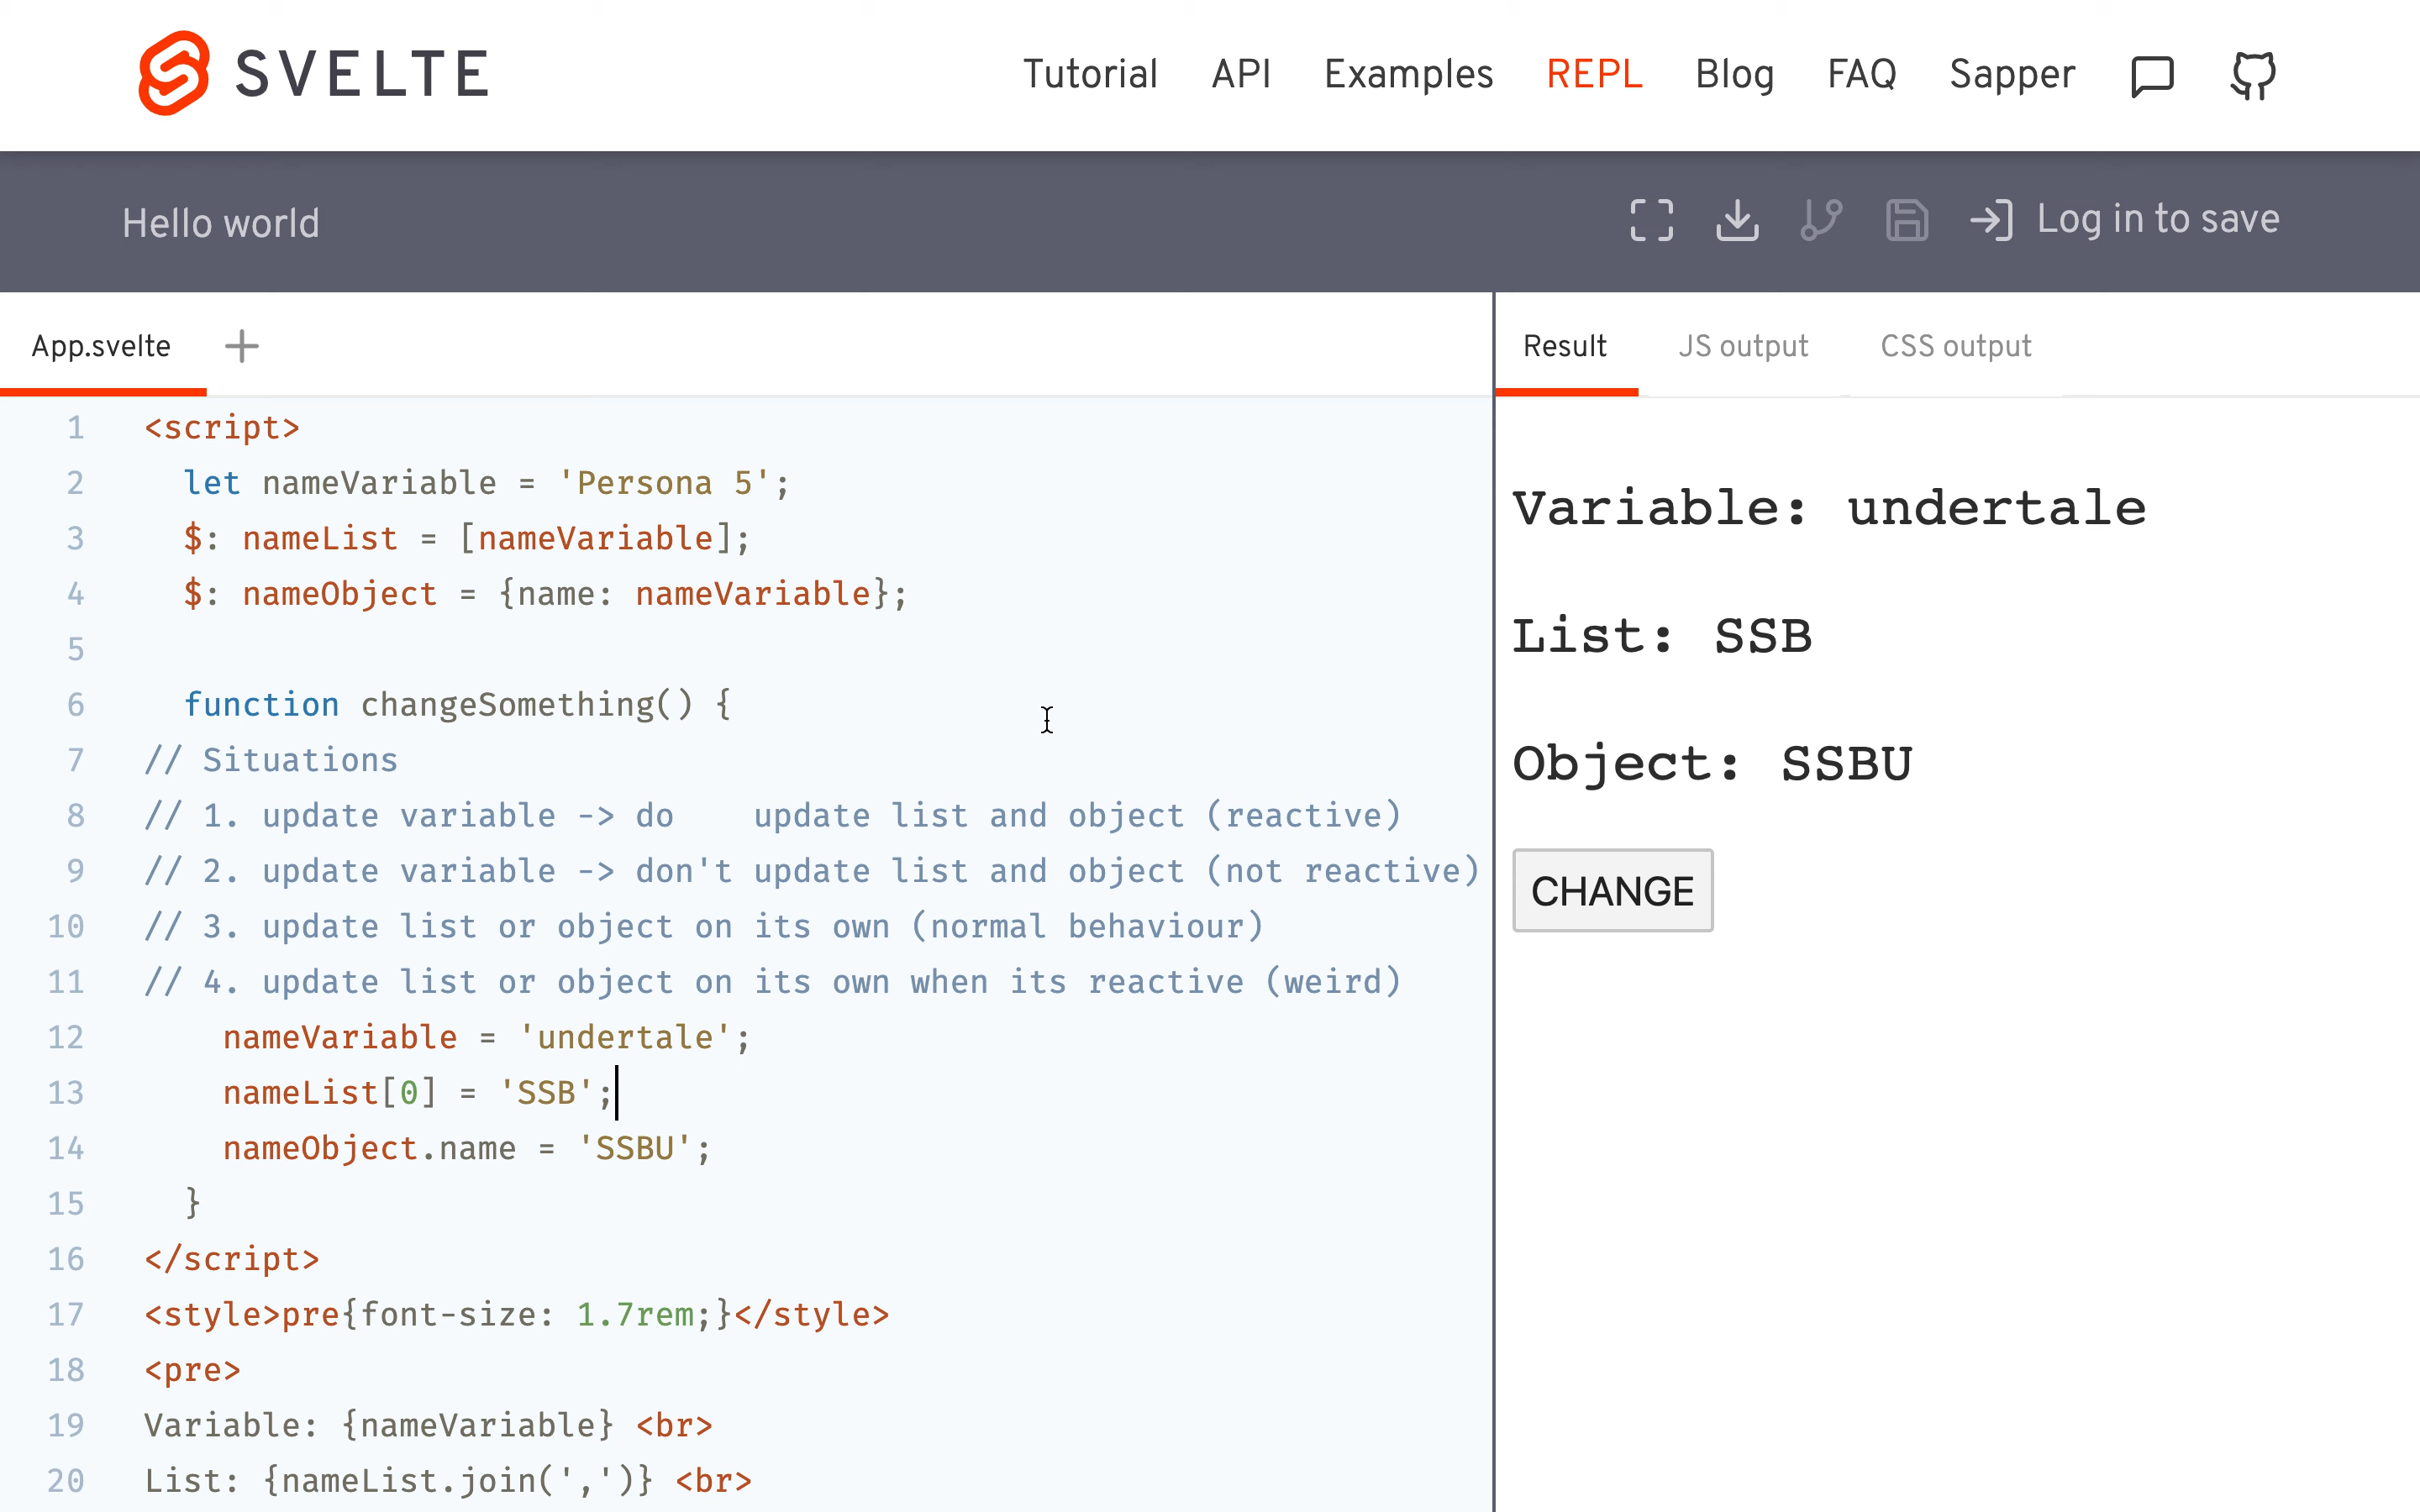 SVELTE
Tutorial API Examples REPL Blog FAQ Sapper
Hello world
Log in to save
App.svelte
Result JS output CSS output
1 <script>
2 let nameVariable = 'Persona 5';
3 $: nameList = [nameVariable];
4 $: nameObject = {name: nameVariable};
5
6 function changeSomething() {
7 // Situations
8 // 1. update variable -> do    update list and object (reactive)
9 // 2. update variable -> don't update list and object (not reactive)
10 // 3. update list or object on its own (normal behaviour)
11 // 4. update list or object on its own when its reactive (weird)
12 nameVariable = 'undertale';
13 nameList[0] = 'SSB';
14 nameObject.name = 'SSBU';
15 }
16 </script>
17 <style>pre{font-size: 1.7rem;}</style>
18 <pre>
19 Variable: {nameVariable} <br>
20 List: {nameList.join(',')} <br>
Variable: undertale
List: SSB
Object: SSBU
CHANGE